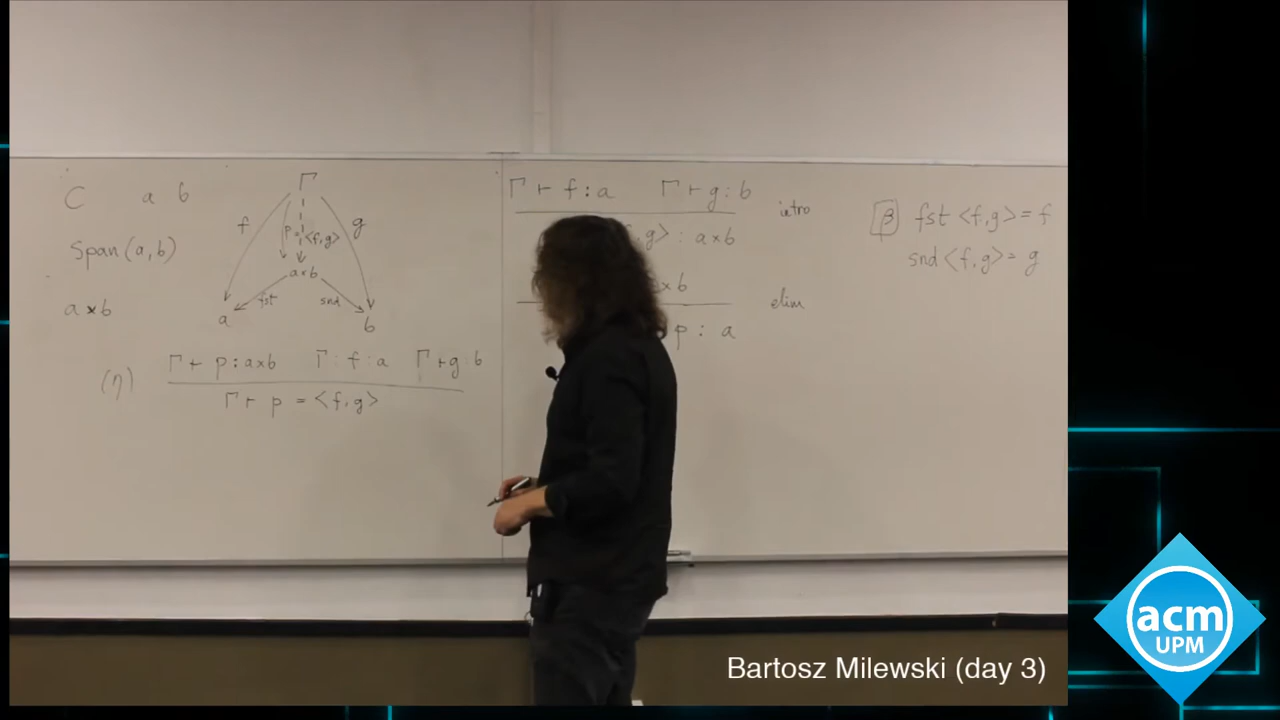 C a b
Span (a, b)
a × b
Γ
f p = <f,g> g
a×b
fst snd
a b
(η) Γ ⊢ p : a×b Γ : f : a Γ ⊢ g : b
Γ ⊢ p = <f,g>
Γ ⊢ f : a Γ ⊢ g : b
g> : a×b intro
×b
elim
p : a
β fst <f,g> = f
snd <f,g> = g
acm
UPM
Bartosz Milewski (day 3)